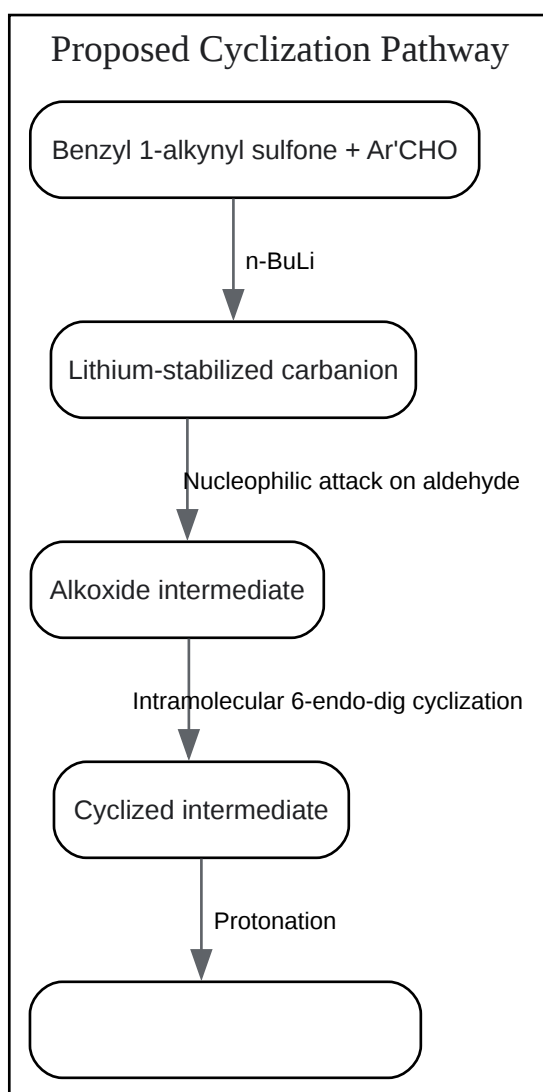 Proposed Cyclization Pathway
Benzyl 1-alkynyl sulfone + Ar'CHO
n-BuLi
Lithium-stabilized carbanion
Nucleophilic attack on aldehyde
Alkoxide intermediate
Intramolecular 6-endo-dig cyclization
Cyclized intermediate
Protonation